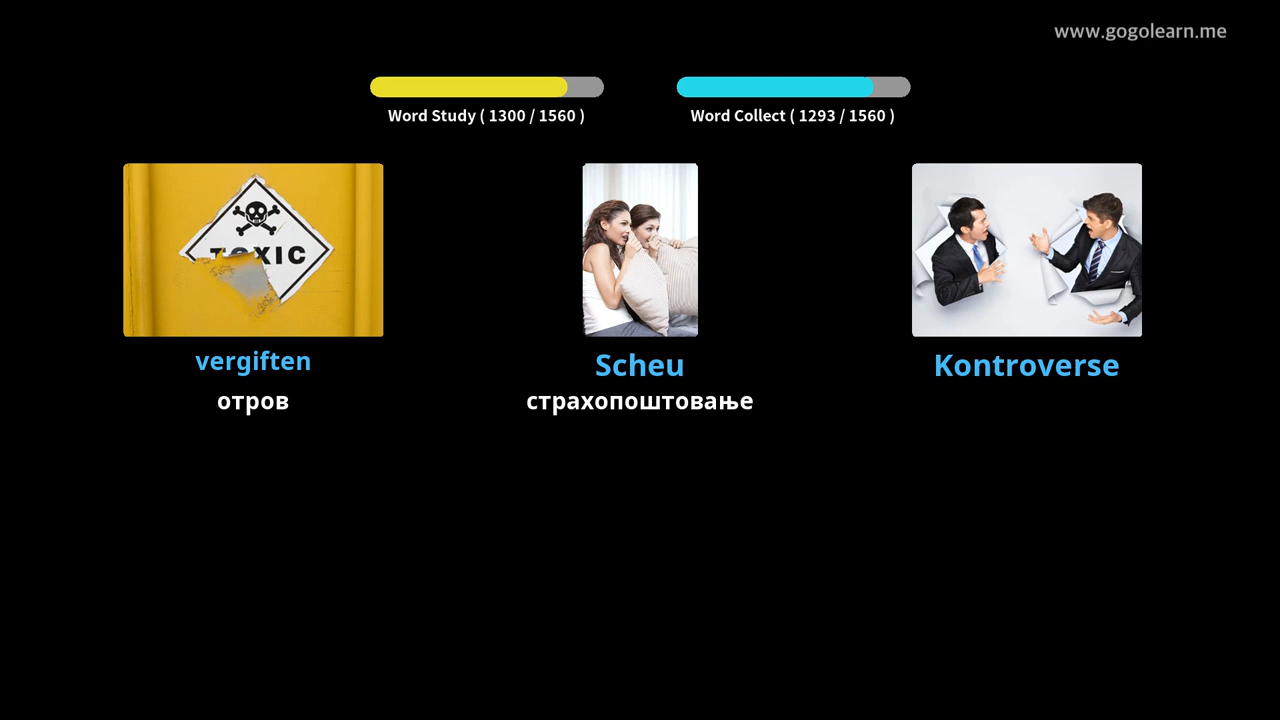 www.gogolearn.me
Word Study ( 1300 / 1560 )
Word Collect ( 1293 / 1560 )
TOXIC
vergiften
Scheu
Kontroverse
отров
страхопоштовање